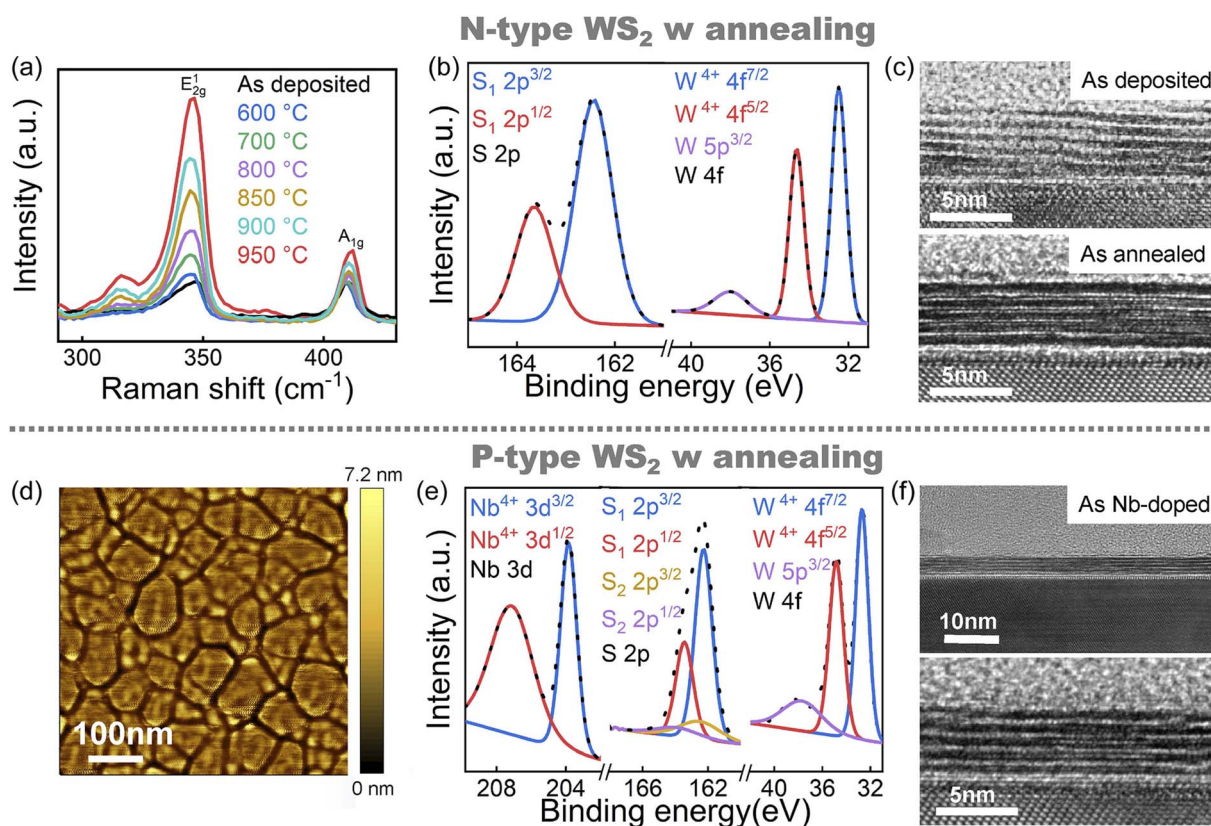 N-type WS₂ w annealing
(a)
E¹₂g
A₁g
As deposited
600 °C
700 °C
800 °C
850 °C
900 °C
950 °C
Intensity (a.u.)
300 350 400
Raman shift (cm⁻¹)
(b)
S₁ 2p³/²
S₁ 2p¹/²
S 2p
W⁴⁺ 4f⁷/²
W⁴⁺ 4f⁵/²
W 5p³/²
W 4f
Intensity (a.u.)
164 162 40 36 32
Binding energy (eV)
(c)
As deposited
5nm
As annealed
5nm
P-type WS₂ w annealing
(d)
100nm
7.2 nm
0 nm
(e)
Nb⁴⁺ 3d³/²
Nb⁴⁺ 3d¹/²
Nb 3d
S₁ 2p³/²
S₁ 2p¹/²
S₂ 2p³/²
S₂ 2p¹/²
S 2p
W⁴⁺ 4f⁷/²
W⁴⁺ 4f⁵/²
W 5p³/²
W 4f
Intensity (a.u.)
208 204 166 162 40 36 32
Binding energy(eV)
(f)
As Nb-doped
10nm
5nm